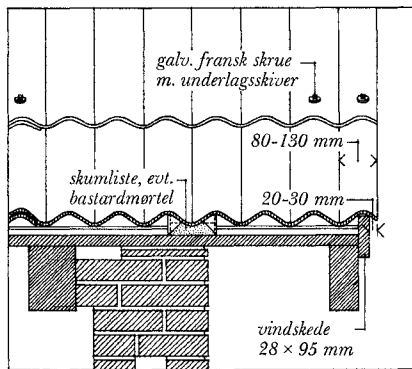 galv. fransk skrue
m. underlagsskiver
80-130 mm
skumliste, evt.
bastardmørtel
20-30 mm
vindskede
28 × 95 mm